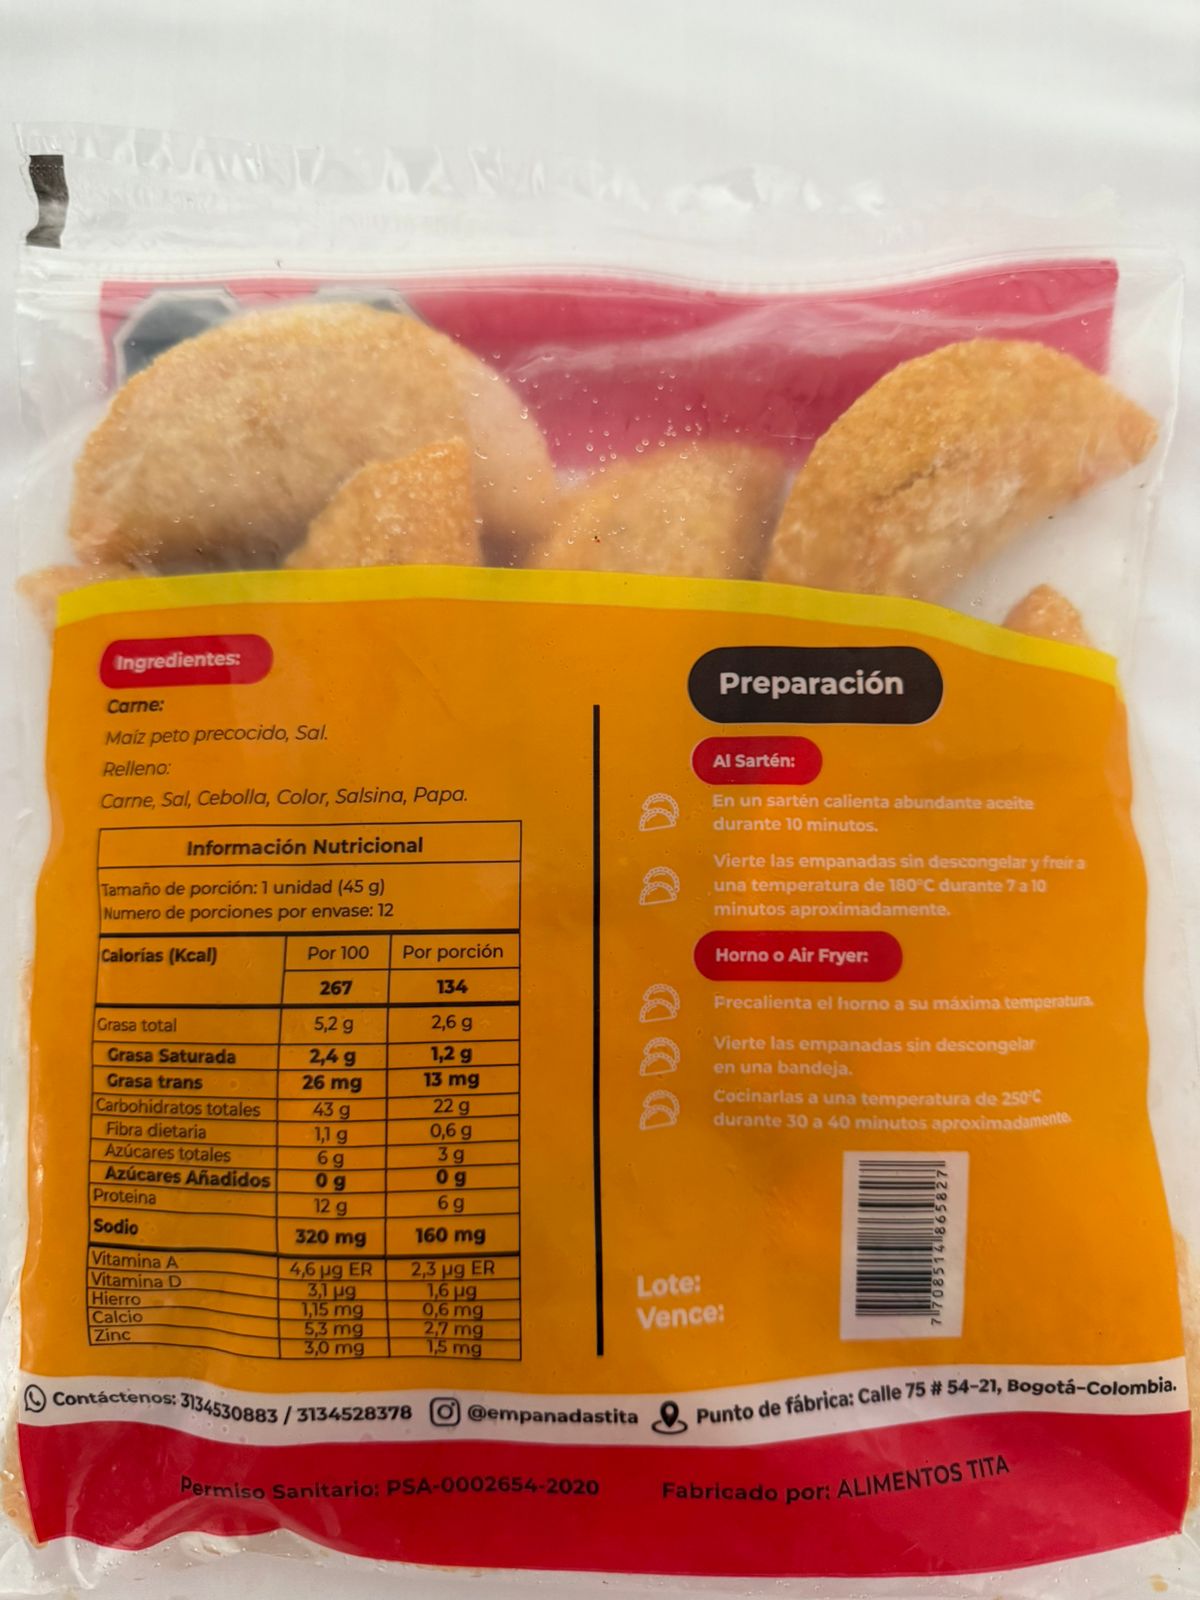 Ingredientes:
Carne:
Maíz peto precocido, Sal.
Relleno:
Carne, Sal, Cebolla, Color, Salsina, Papa.
Información Nutricional
Tamaño de porción: 1 unidad (45 g)
Numero de porciones por envase: 12
Calorías (Kcal) Por 100 Por porción
267 134
Grasa total 5,2 g 2,6 g
Grasa Saturada 2,4 g 1,2 g
Grasa trans 26 mg 13 mg
Carbohidratos totales 43 g 22 g
Fibra dietaria 1,1 g 0,6 g
Azúcares totales 6 g 3 g
Azúcares Añadidos 0 g 0 g
Proteina 12 g 6 g
Sodio 320 mg 160 mg
Vitamina A 4,6 µg ER 2,3 µg ER
Vitamina D 3,1 µg 1,6 µg
Hierro 1,15 mg 0,6 mg
Calcio 5,3 mg 2,7 mg
Zinc 3,0 mg 1,5 mg
Preparación
Al Sartén:
En un sartén calienta abundante aceite
durante 10 minutos.
Vierte las empanadas sin descongelar y freír a
una temperatura de 180°C durante 7 a 10
minutos aproximadamente.
Horno o Air Fryer:
Precalienta el horno a su máxima temperatura.
Vierte las empanadas sin descongelar
en una bandeja.
Cocinarlas a una temperatura de 250°C
durante 30 a 40 minutos aproximadamente.
7 708514 865827
Lote:
Vence:
Contáctenos: 3134530883 / 3134528378 @empanadastita Punto de fábrica: Calle 75 # 54-21, Bogotá-Colombia.
Permiso Sanitario: PSA-0002654-2020 Fabricado por: ALIMENTOS TITA